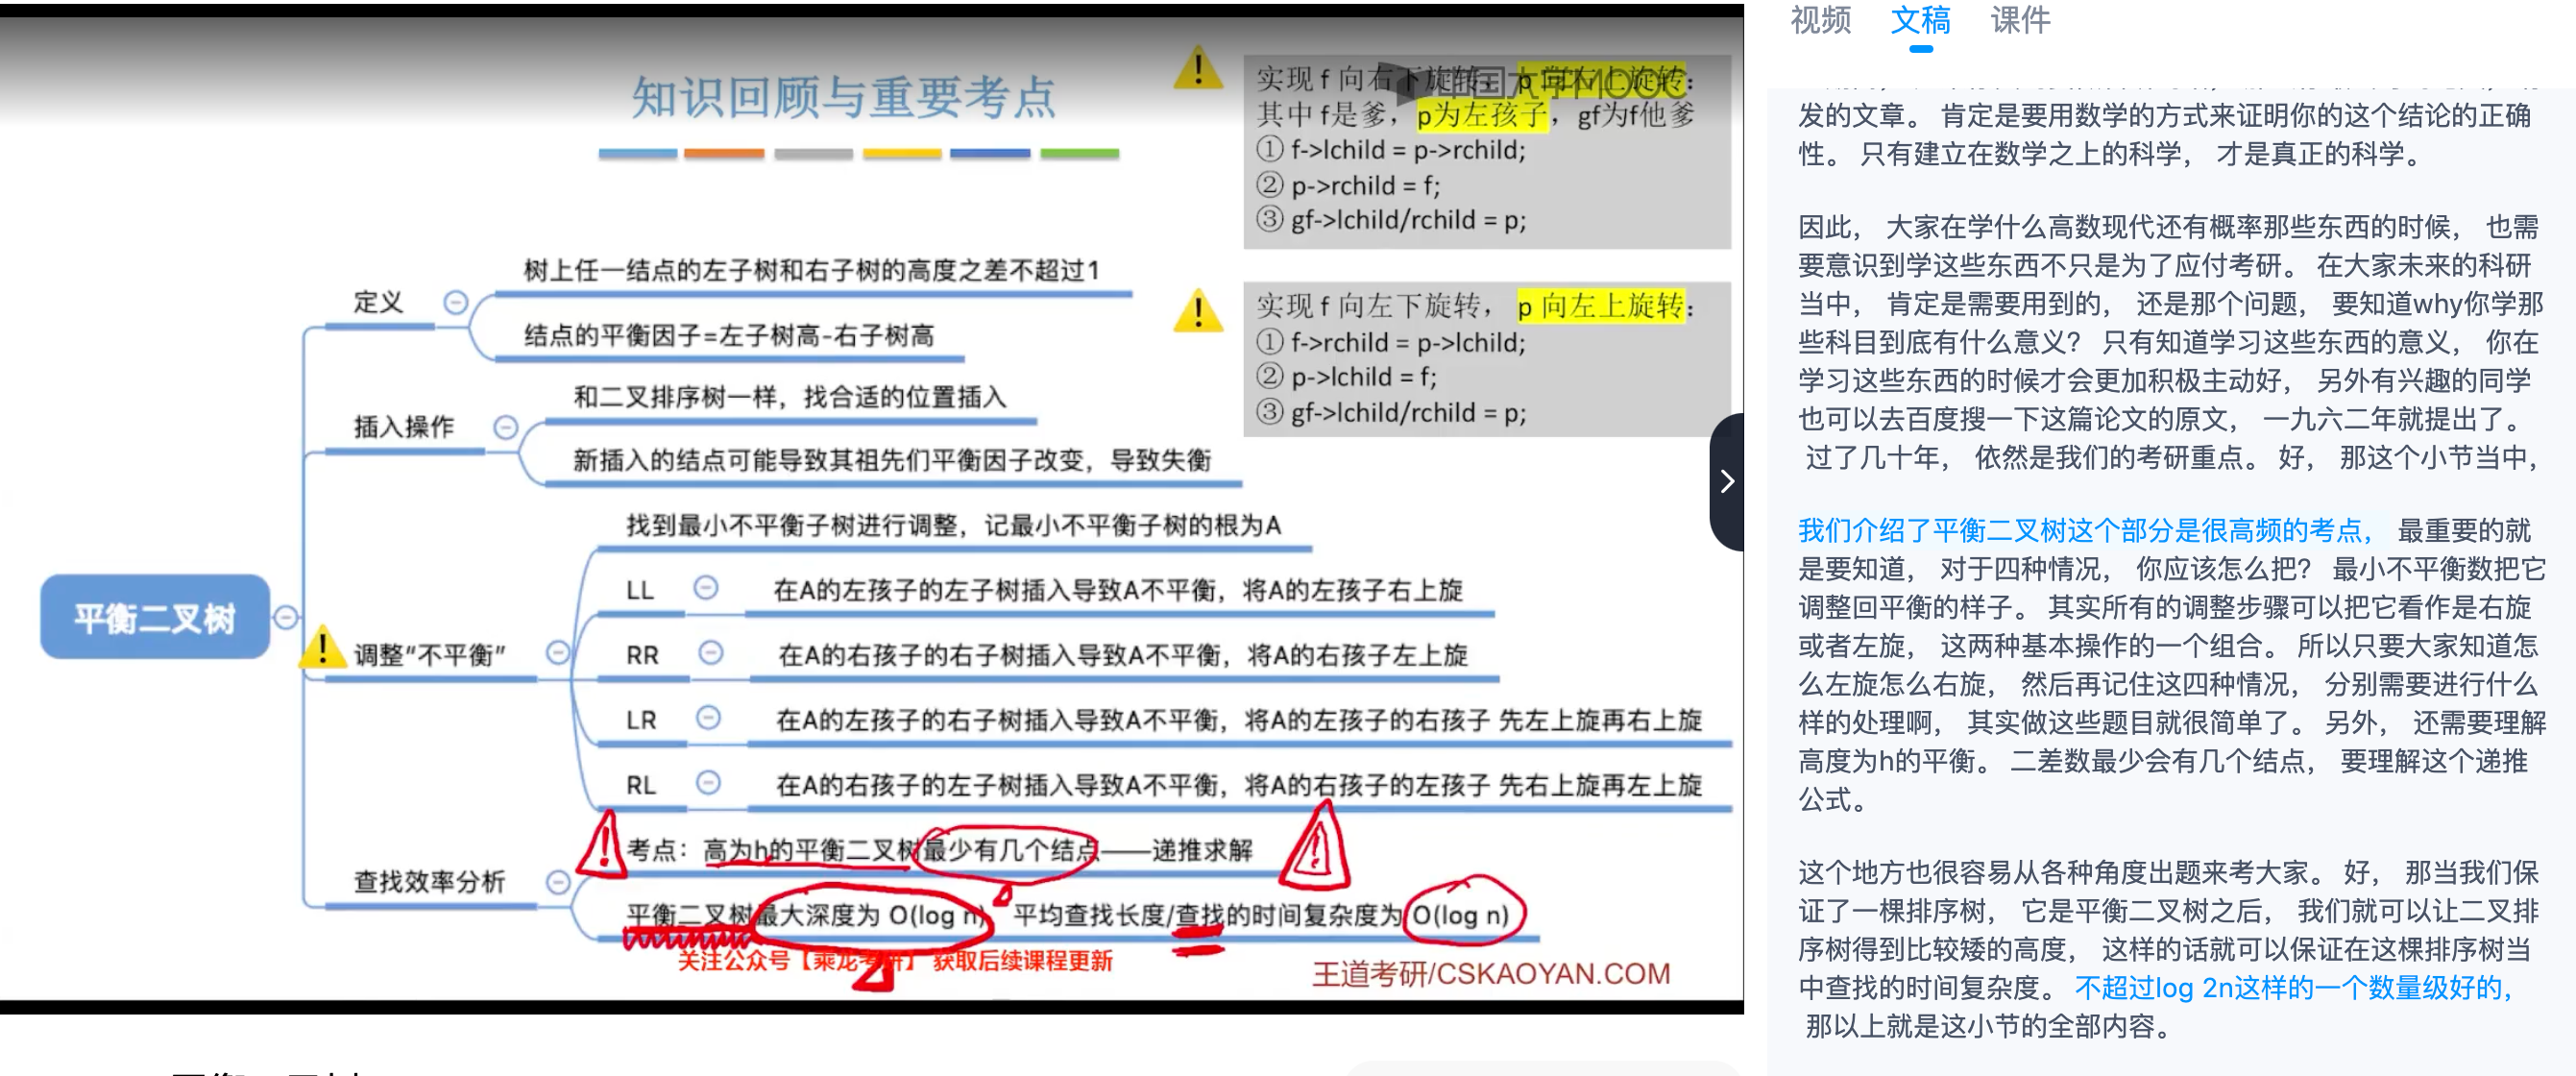 知识回顾与重要考点
实现 f 向右下旋转， p 向右上旋转：
其中 f是爹， p为左孩子， gf为f他爹
① f->lchild = p->rchild;
② p->rchild = f;
③ gf->lchild/rchild = p;
中国大学MOOC
实现 f 向左下旋转， p 向左上旋转：
① f->rchild = p->lchild;
② p->lchild = f;
③ gf->lchild/rchild = p;
平衡二叉树
定义
树上任一结点的左子树和右子树的高度之差不超过1
结点的平衡因子=左子树高-右子树高
插入操作
和二叉排序树一样，找合适的位置插入
新插入的结点可能导致其祖先们平衡因子改变，导致失衡
调整“不平衡”
找到最小不平衡子树进行调整，记最小不平衡子树的根为A
LL 在A的左孩子的左子树插入导致A不平衡，将A的左孩子右上旋
RR 在A的右孩子的右子树插入导致A不平衡，将A的右孩子左上旋
LR 在A的左孩子的右子树插入导致A不平衡，将A的左孩子的右孩子 先左上旋再右上旋
RL 在A的右孩子的左子树插入导致A不平衡，将A的右孩子的左孩子 先右上旋再左上旋
查找效率分析
考点：高为h的平衡二叉树最少有几个结点——递推求解
平衡二叉树最大深度为 O(log n)，平均查找长度/查找的时间复杂度为 O(log n)
关注公众号【乘龙考研】获取后续课程更新
王道考研/CSKAOYAN.COM
视频 文稿 课件
发的文章。 肯定是要用数学的方式来证明你的这个结论的正确
性。 只有建立在数学之上的科学， 才是真正的科学。
因此， 大家在学什么高数现代还有概率那些东西的时候， 也需
要意识到学这些东西不只是为了应付考研。 在大家未来的科研
当中， 肯定是需要用到的， 还是那个问题， 要知道why你学那
些科目到底有什么意义？ 只有知道学习这些东西的意义， 你在
学习这些东西的时候才会更加积极主动好， 另外有兴趣的同学
也可以去百度搜一下这篇论文的原文， 一九六二年就提出了。
过了几十年， 依然是我们的考研重点。 好， 那这个小节当中，
我们介绍了平衡二叉树这个部分是很高频的考点， 最重要的就
是要知道， 对于四种情况， 你应该怎么把？ 最小不平衡数把它
调整回平衡的样子。 其实所有的调整步骤可以把它看作是右旋
或者左旋， 这两种基本操作的一个组合。 所以只要大家知道怎
么左旋怎么右旋， 然后再记住这四种情况， 分别需要进行什么
样的处理啊， 其实做这些题目就很简单了。 另外， 还需要理解
高度为h的平衡。 二差数最少会有几个结点， 要理解这个递推
公式。
这个地方也很容易从各种角度出题来考大家。 好， 那当我们保
证了一棵排序树， 它是平衡二叉树之后， 我们就可以让二叉排
序树得到比较矮的高度， 这样的话就可以保证在这棵排序树当
中查找的时间复杂度。 不超过log 2n这样的一个数量级好的，
那以上就是这小节的全部内容。